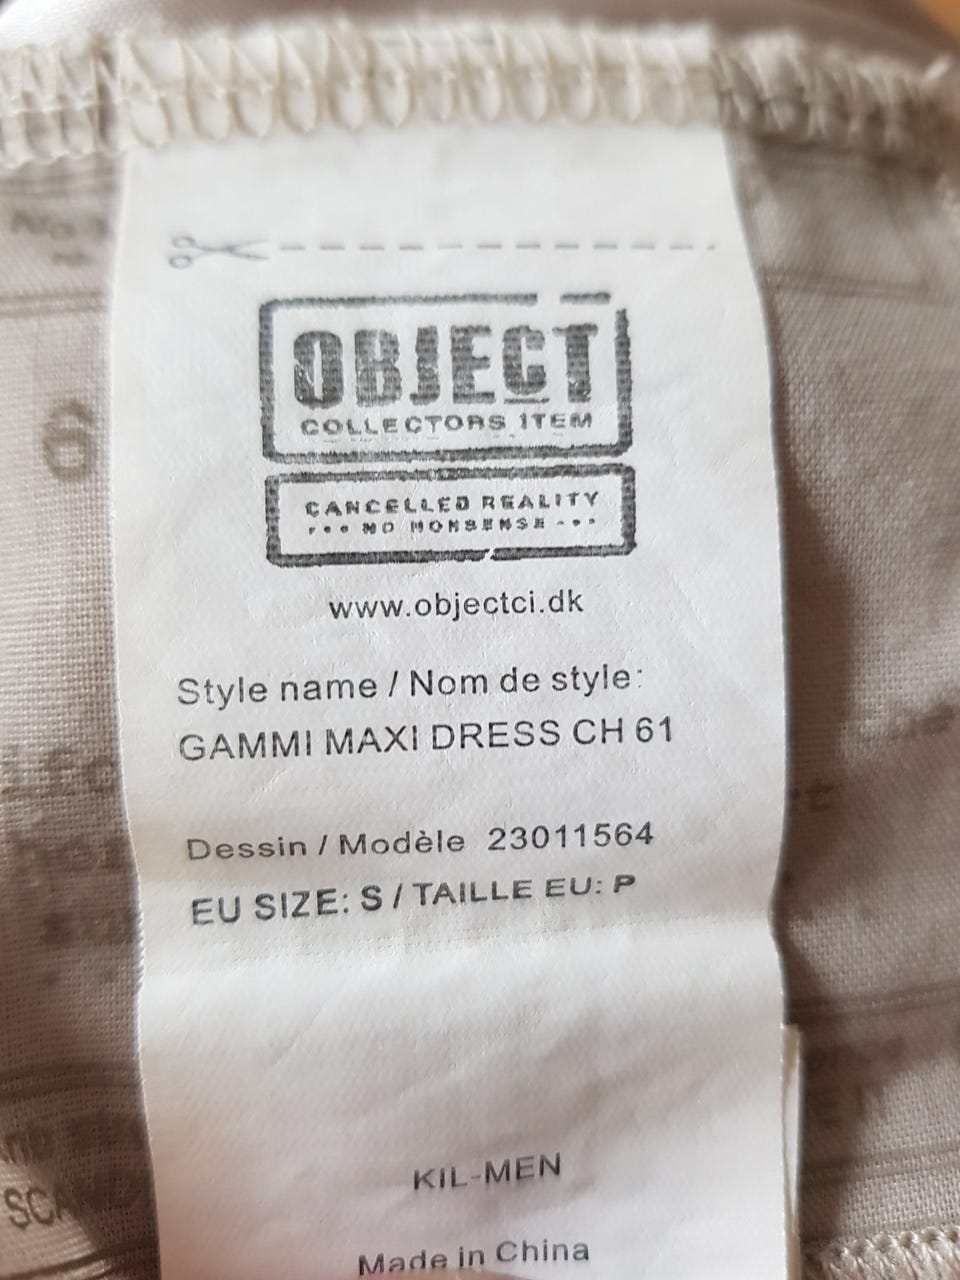 OBJECT
COLLECTORS ITEM
CANCELLED REALITY
••• NO NONSENSE •••
www.objectci.dk
Style name / Nom de style:
GAMMI MAXI DRESS CH 61
Dessin / Modèle 23011564
EU SIZE: S / TAILLE EU: P
KIL-MEN
Made in China
6